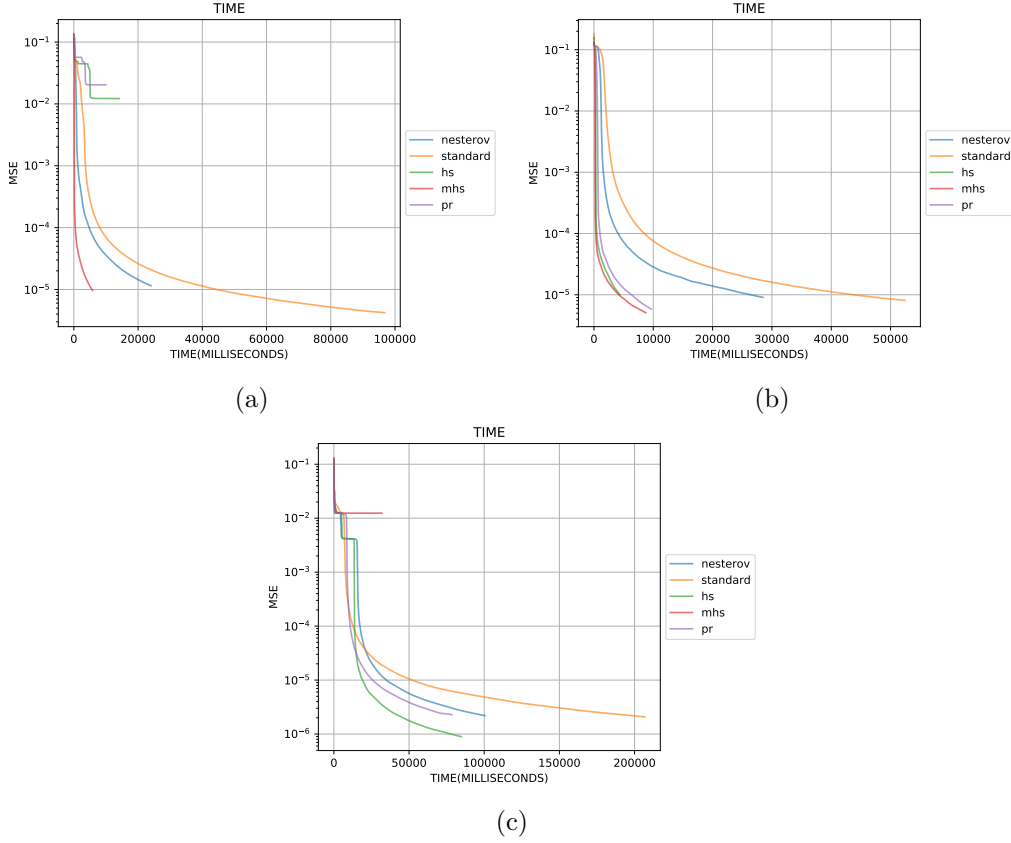 TIME
MSE
10⁻¹
10⁻²
10⁻³
10⁻⁴
10⁻⁵
0 20000 40000 60000 80000 100000
TIME(MILLISECONDS)
nesterov
standard
hs
mhs
pr
(a)
TIME
MSE
10⁻¹
10⁻²
10⁻³
10⁻⁴
10⁻⁵
0 10000 20000 30000 40000 50000
TIME(MILLISECONDS)
nesterov
standard
hs
mhs
pr
(b)
TIME
MSE
10⁻¹
10⁻²
10⁻³
10⁻⁴
10⁻⁵
10⁻⁶
0 50000 100000 150000 200000
TIME(MILLISECONDS)
nesterov
standard
hs
mhs
pr
(c)